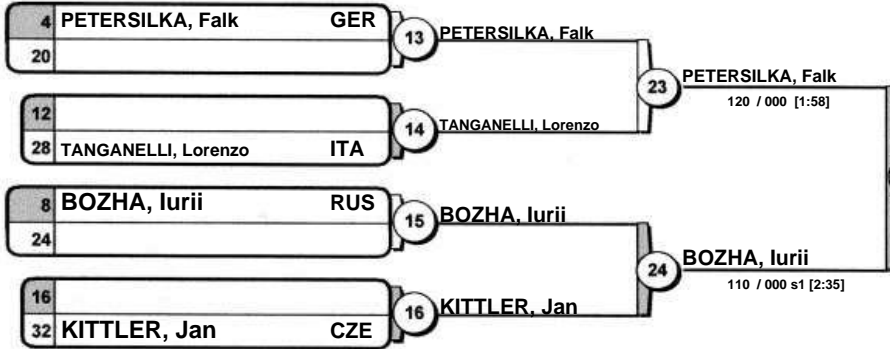 4 PETERSILKA, Falk GER
20
13 PETERSILKA, Falk
12
28 TANGANELLI, Lorenzo ITA
14 TANGANELLI, Lorenzo
23 PETERSILKA, Falk
120 / 000 [1:58]
8 BOZHA, Iurii RUS
24
15 BOZHA, Iurii
16
32 KITTLER, Jan CZE
16 KITTLER, Jan
24 BOZHA, Iurii
110 / 000 s1 [2:35]